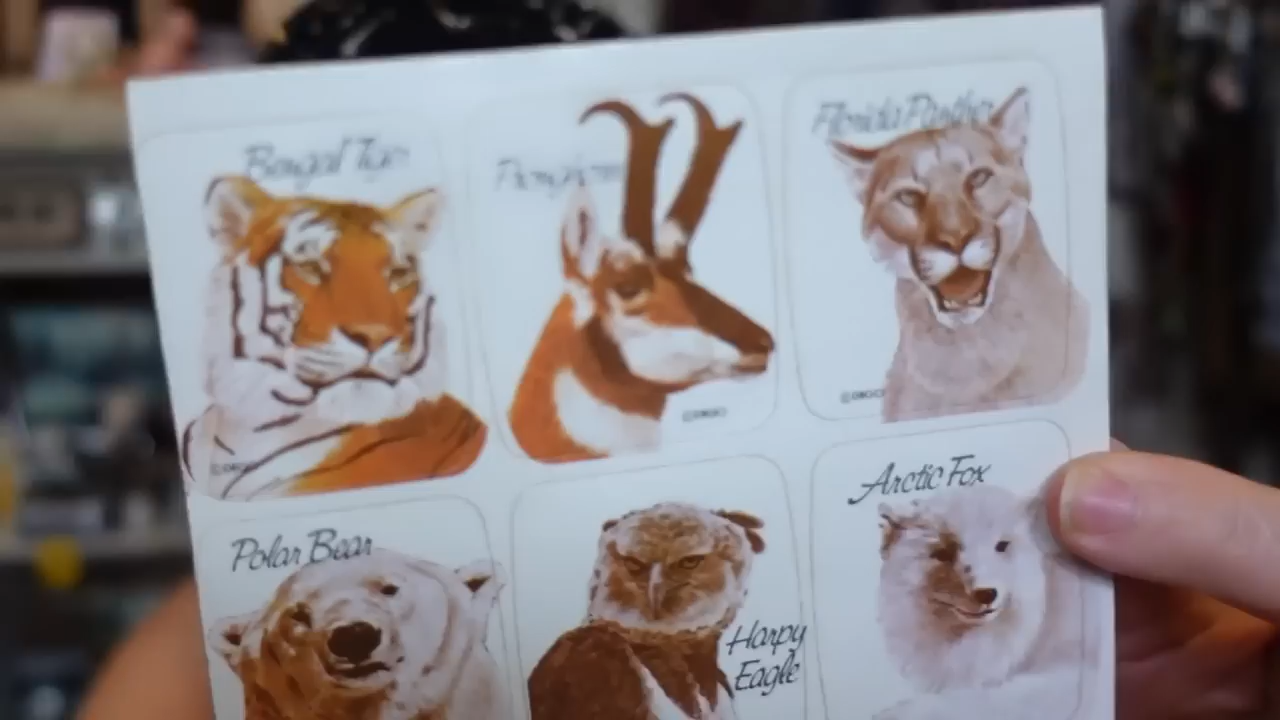 Bengal Tiger
Pronghorn
Florida Panther
Polar Bear
Harpy
Eagle
Arctic Fox